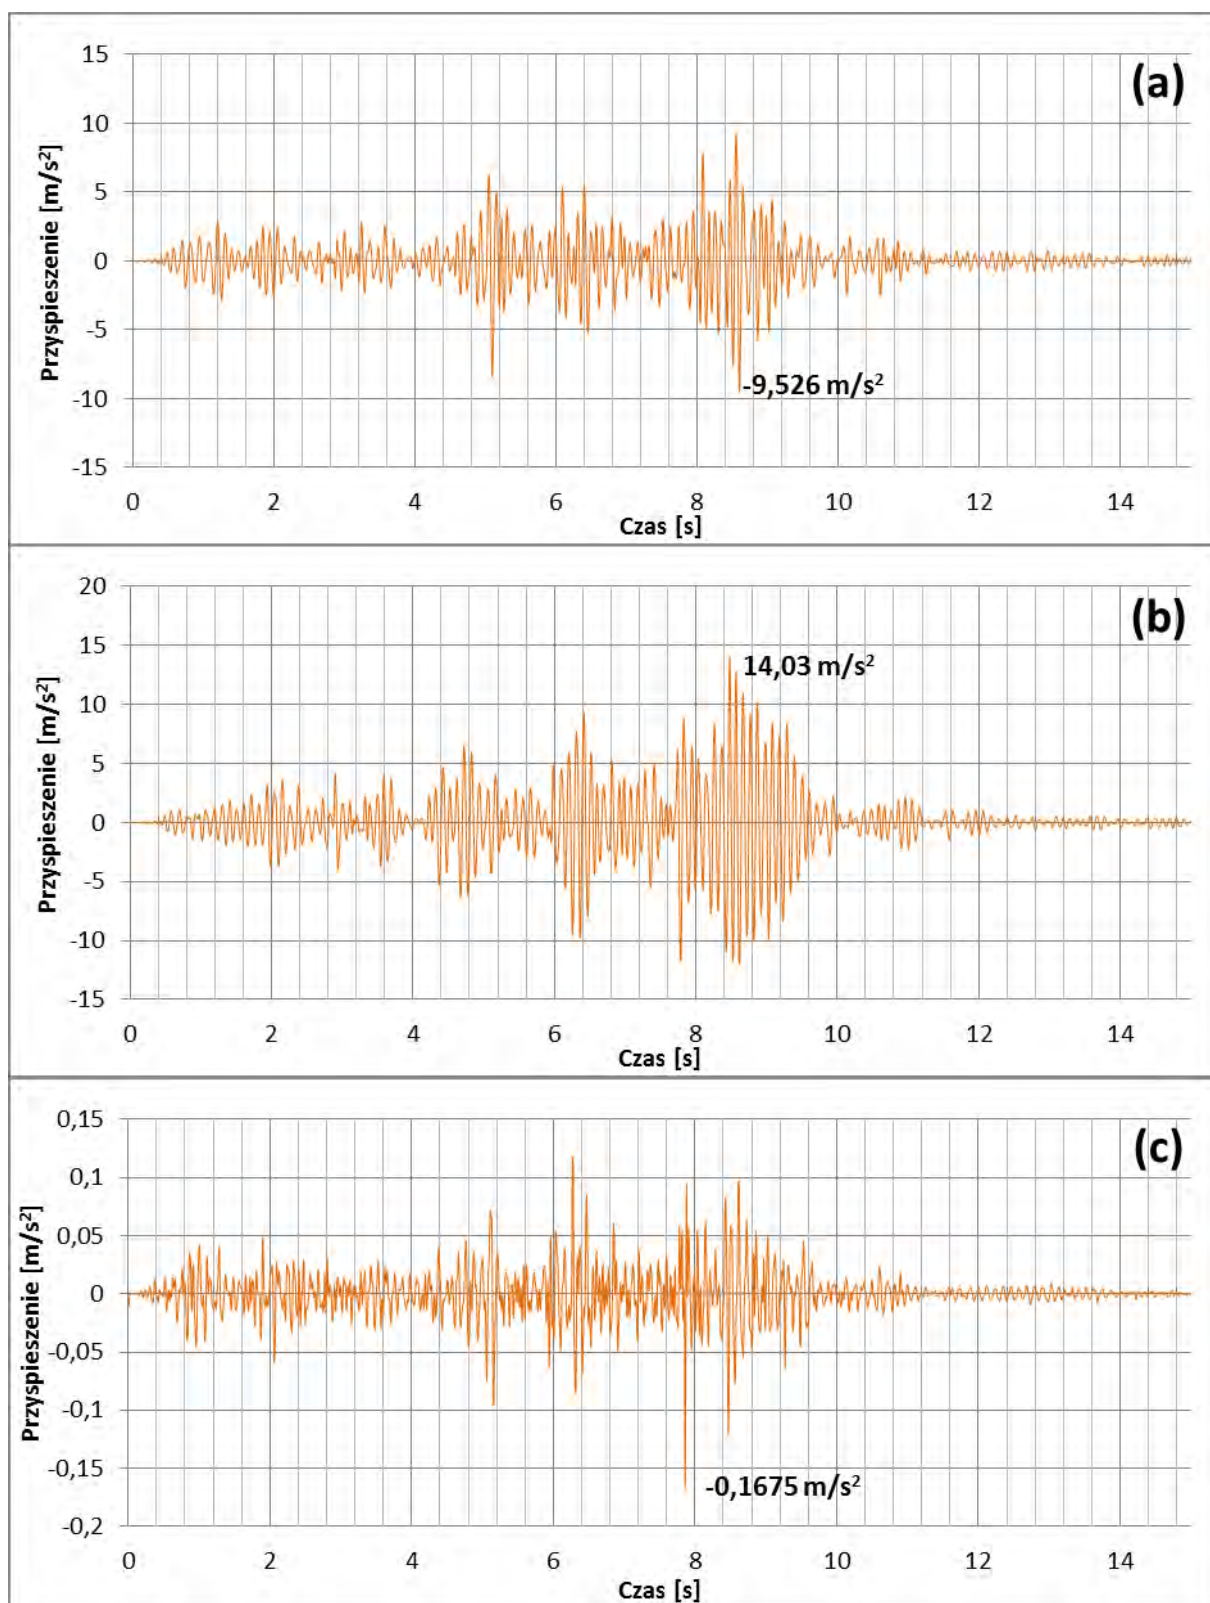 (a)
Przyspieszenie [m/s²]
15
10
5
0
-5
-10
-15
-9,526 m/s²
0 2 4 6 8 10 12 14
Czas [s]
(b)
Przyspieszenie [m/s²]
20
15
10
5
0
-5
-10
-15
14,03 m/s²
0 2 4 6 8 10 12 14
Czas [s]
(c)
Przyspieszenie [m/s²]
0,15
0,1
0,05
0
-0,05
-0,1
-0,15
-0,2
-0,1675 m/s²
0 2 4 6 8 10 12 14
Czas [s]